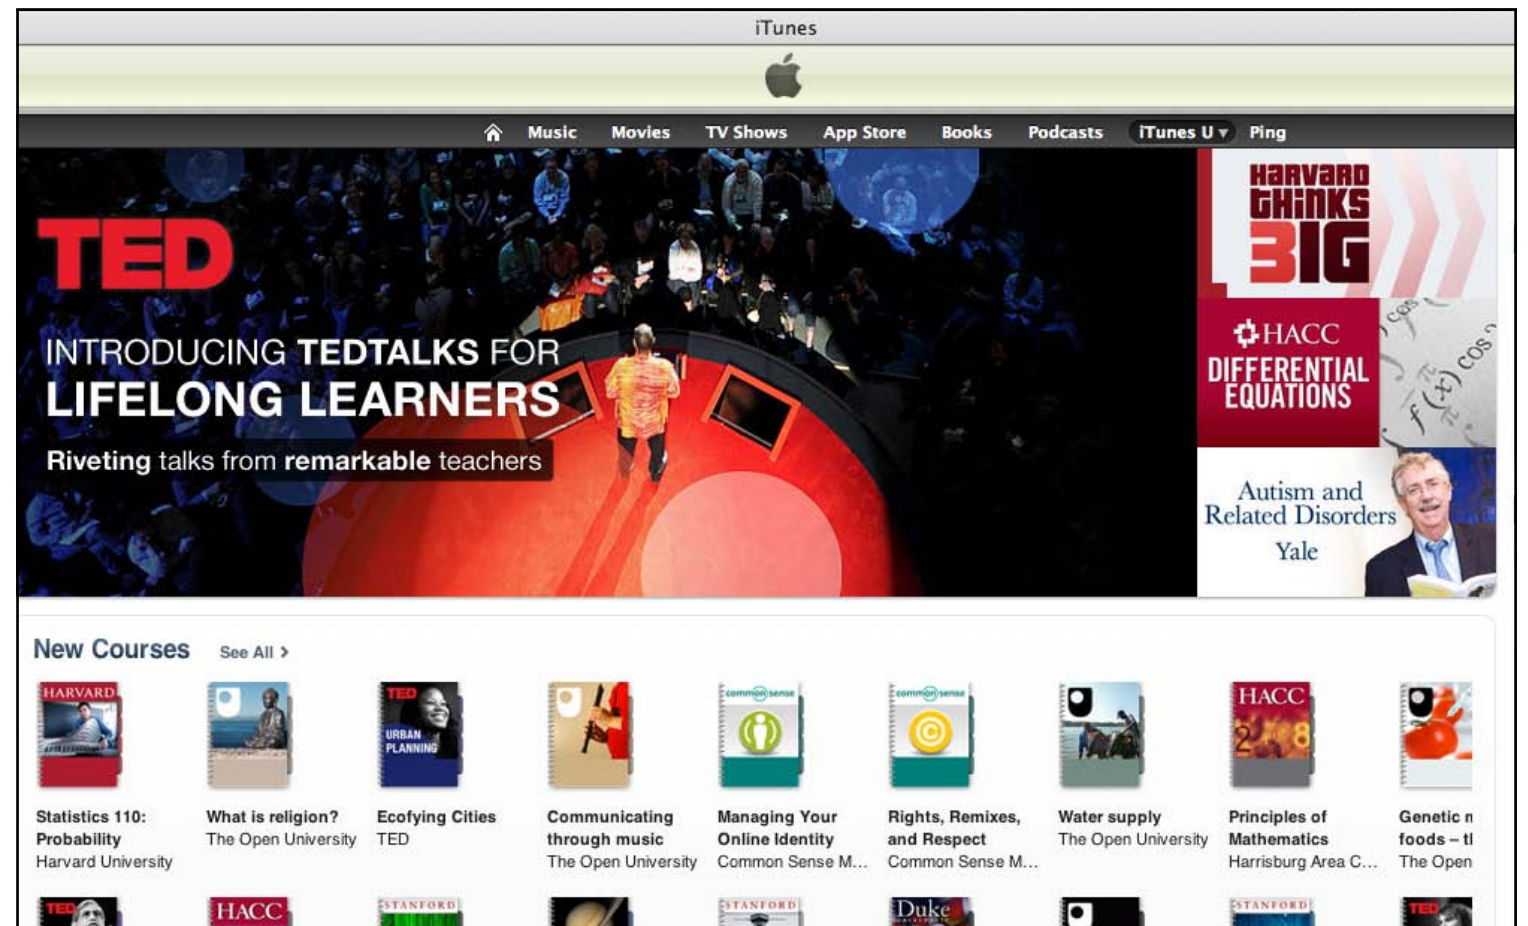 iTunes
Music Movies TV Shows App Store Books Podcasts iTunes U ▾ Ping
TED
INTRODUCING TEDTALKS FOR
LIFELONG LEARNERS
Riveting talks from remarkable teachers
HARVARD
THINKS
BIG
HACC
DIFFERENTIAL
EQUATIONS
cos
f(x) cos
π
π
Autism and
Related Disorders
Yale
New Courses See All >
HARVARD
TED
URBAN
PLANNING
common sense
common sense
HACC
Statistics 110:
Probability
Harvard University
What is religion?
The Open University
Ecofying Cities
TED
Communicating
through music
The Open University
Managing Your
Online Identity
Common Sense M...
Rights, Remixes,
and Respect
Common Sense M...
Water supply
The Open University
Principles of
Mathematics
Harrisburg Area C...
Genetic
foods –
The Open
TED
HACC
STANFORD
STANFORD
Duke
STANFORD
TED